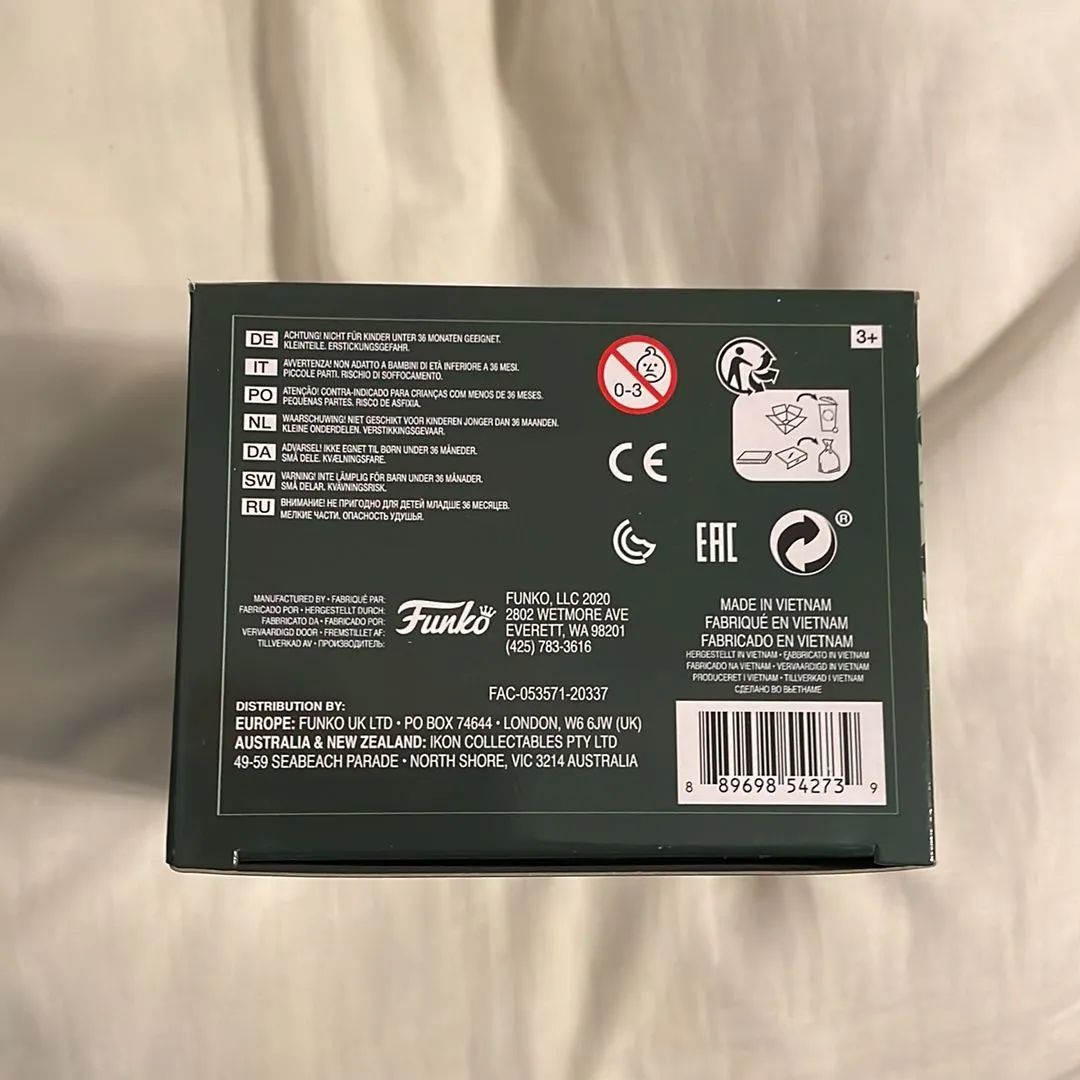 DE ACHTUNG! NICHT FÜR KINDER UNTER 36 MONATEN GEEIGNET.
KLEINTEILE. ERSTICKUNGSGEFAHR.
IT AVVERTENZA! NON ADATTO A BAMBINI DI ETÀ INFERIORE A 36 MESI.
PICCOLE PARTI. RISCHIO DI SOFFOCAMENTO.
PO ATENÇÃO! CONTRA-INDICADO PARA CRIANÇAS COM MENOS DE 36 MESES.
PEQUENAS PARTES. RISCO DE ASFIXIA.
NL WAARSCHUWING! NIET GESCHIKT VOOR KINDEREN JONGER DAN 36 MAANDEN.
KLEINE ONDERDELEN. VERSTIKKINGSGEVAAR.
DA ADVARSEL! IKKE EGNET TIL BØRN UNDER 36 MÅNEDER.
SMÅ DELE. KVÆLNINGSFARE.
SW VARNING! INTE LÄMPLIG FÖR BARN UNDER 36 MÅNADER.
SMÅ DELAR. KVÄVNINGSRISK.
RU ВНИМАНИЕ! НЕ ПРИГОДНО ДЛЯ ДЕТЕЙ МЛАДШЕ 36 МЕСЯЦЕВ.
МЕЛКИЕ ЧАСТИ. ОПАСНОСТЬ УДУШЬЯ.
0-3
3+
CE
EAC
®
MANUFACTURED BY • FABRIQUÉ PAR:
FABRICADO POR • HERGESTELLT DURCH:
FABBRICATO DA • FABRICADO POR:
VERVAARDIGD DOOR • FREMSTILLET AF:
TILLVERKAD AV • ПРОИЗВОДИТЕЛЬ:
Funko
FUNKO, LLC 2020
2802 WETMORE AVE
EVERETT, WA 98201
(425) 783-3616
MADE IN VIETNAM
FABRIQUÉ EN VIETNAM
FABRICADO EN VIETNAM
HERGESTELLT IN VIETNAM • FABBRICATO IN VIETNAM
FABRICADO NA VIETNAM • VERVAARDIGD IN VIETNAM
PRODUCERET I VIETNAM • TILLVERKAD I VIETNAM
СДЕЛАНО ВО ВЬЕТНАМЕ
FAC-053571-20337
DISTRIBUTION BY:
EUROPE: FUNKO UK LTD • PO BOX 74644 • LONDON, W6 6JW (UK)
AUSTRALIA & NEW ZEALAND: IKON COLLECTABLES PTY LTD
49-59 SEABEACH PARADE • NORTH SHORE, VIC 3214 AUSTRALIA
8 89698 54273 9